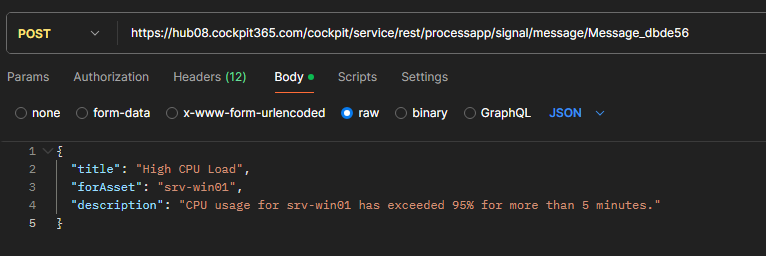 POST https://hub08.cockpit365.com/cockpit/service/rest/processapp/signal/message/Message_dbde56
Params Authorization Headers (12) Body Scripts Settings
none form-data x-www-form-urlencoded raw binary GraphQL JSON
1 {
2 "title": "High CPU Load",
3 "forAsset": "srv-win01",
4 "description": "CPU usage for srv-win01 has exceeded 95% for more than 5 minutes."
5 }